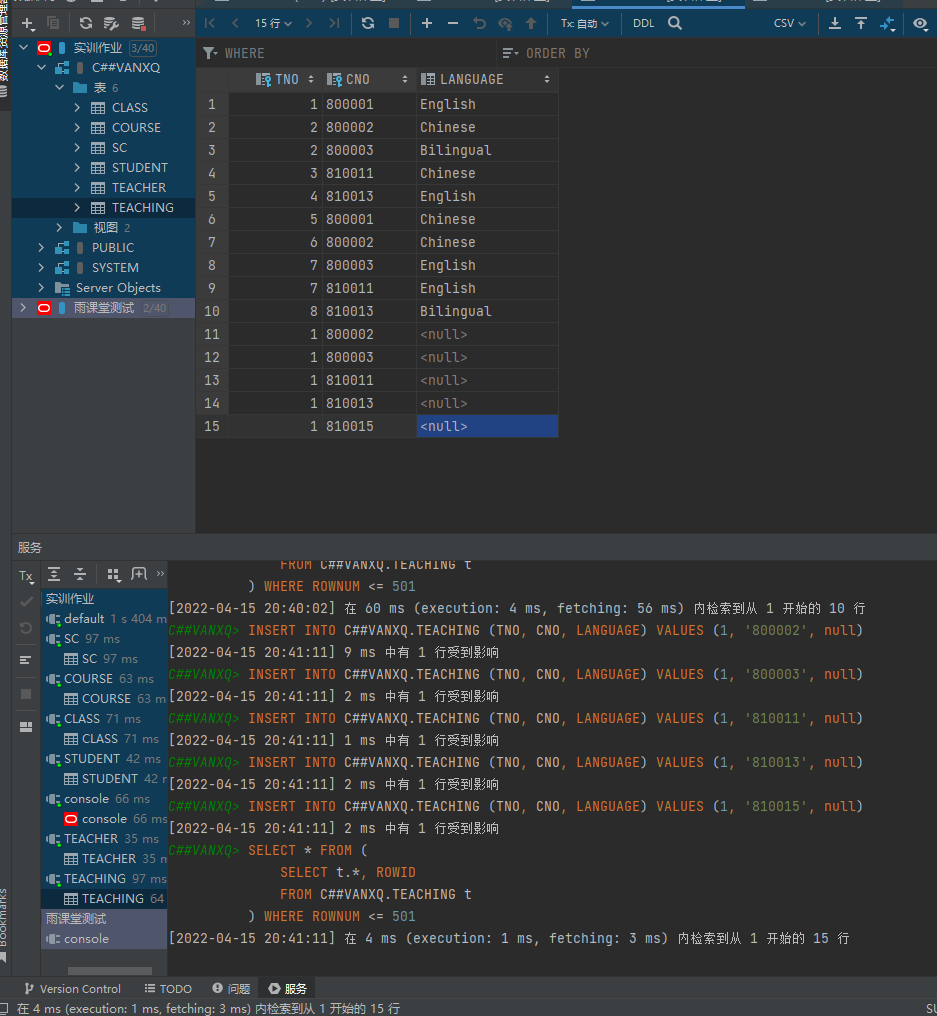 15 行
Tx: 自动
DDL
CSV
WHERE
ORDER BY
实训作业 3/40
C##VANXQ
表 6
CLASS
COURSE
SC
STUDENT
TEACHER
TEACHING
视图 2
PUBLIC
SYSTEM
Server Objects
雨课堂测试 2/40
TNO CNO LANGUAGE
1 1 800001 English
2 2 800002 Chinese
3 2 800003 Bilingual
4 3 810011 Chinese
5 4 810013 English
6 5 800001 Chinese
7 6 800002 Chinese
8 7 800003 English
9 7 810011 English
10 8 810013 Bilingual
11 1 800002 <null>
12 1 800003 <null>
13 1 810011 <null>
14 1 810013 <null>
15 1 810015 <null>
服务
Tx
实训作业
default 1 s 404 m
SC 97 ms
SC 97 ms
COURSE 63 ms
COURSE 63 m
CLASS 71 ms
CLASS 71 ms
STUDENT 42 ms
STUDENT 42 r
console 66 ms
console 66 ms
TEACHER 35 ms
TEACHER 35 n
TEACHING 97 ms
TEACHING 64
雨课堂测试
console
FROM C##VANXQ.TEACHING t
) WHERE ROWNUM <= 501
[2022-04-15 20:40:02] 在 60 ms (execution: 4 ms, fetching: 56 ms) 内检索到从 1 开始的 10 行
C##VANXQ> INSERT INTO C##VANXQ.TEACHING (TNO, CNO, LANGUAGE) VALUES (1, '800002', null)
[2022-04-15 20:41:11] 9 ms 中有 1 行受到影响
C##VANXQ> INSERT INTO C##VANXQ.TEACHING (TNO, CNO, LANGUAGE) VALUES (1, '800003', null)
[2022-04-15 20:41:11] 2 ms 中有 1 行受到影响
C##VANXQ> INSERT INTO C##VANXQ.TEACHING (TNO, CNO, LANGUAGE) VALUES (1, '810011', null)
[2022-04-15 20:41:11] 1 ms 中有 1 行受到影响
C##VANXQ> INSERT INTO C##VANXQ.TEACHING (TNO, CNO, LANGUAGE) VALUES (1, '810013', null)
[2022-04-15 20:41:11] 2 ms 中有 1 行受到影响
C##VANXQ> INSERT INTO C##VANXQ.TEACHING (TNO, CNO, LANGUAGE) VALUES (1, '810015', null)
[2022-04-15 20:41:11] 2 ms 中有 1 行受到影响
C##VANXQ> SELECT * FROM (
SELECT t.*, ROWID
FROM C##VANXQ.TEACHING t
) WHERE ROWNUM <= 501
[2022-04-15 20:41:11] 在 4 ms (execution: 1 ms, fetching: 3 ms) 内检索到从 1 开始的 15 行
Bookmarks
Version Control TODO 问题 服务
在 4 ms (execution: 1 ms, fetching: 3 ms) 内检索到从 1 开始的 15 行